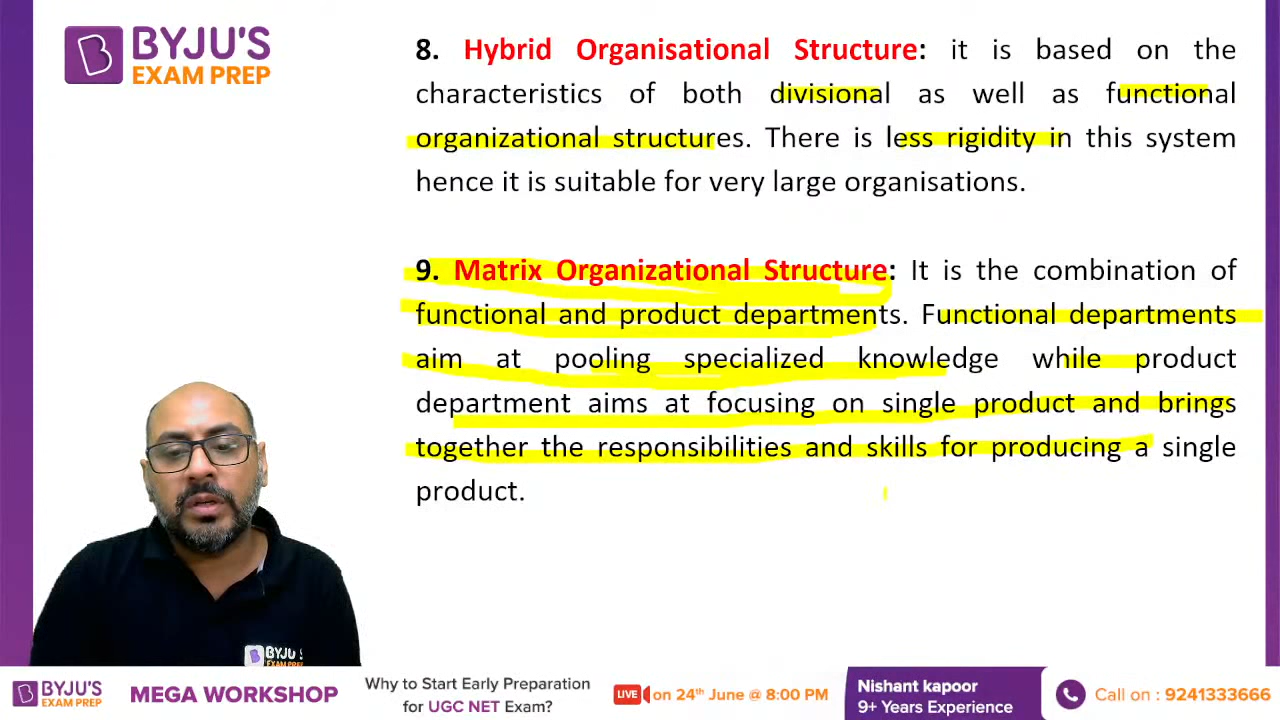 BYJU'S
EXAM PREP
8. Hybrid Organisational Structure: it is based on the
characteristics of both divisional as well as functional
organizational structures. There is less rigidity in this system
hence it is suitable for very large organisations.
9. Matrix Organizational Structure: It is the combination of
functional and product departments. Functional departments
aim at pooling specialized knowledge while product
department aims at focusing on single product and brings
together the responsibilities and skills for producing a single
product.
BYJU'S
EXAM PREP
BYJU'S
EXAM PREP
MEGA WORKSHOP
Why to Start Early Preparation
for UGC NET Exam?
LIVE on 24th June @ 8:00 PM
Nishant kapoor
9+ Years Experience
Call on : 9241333666